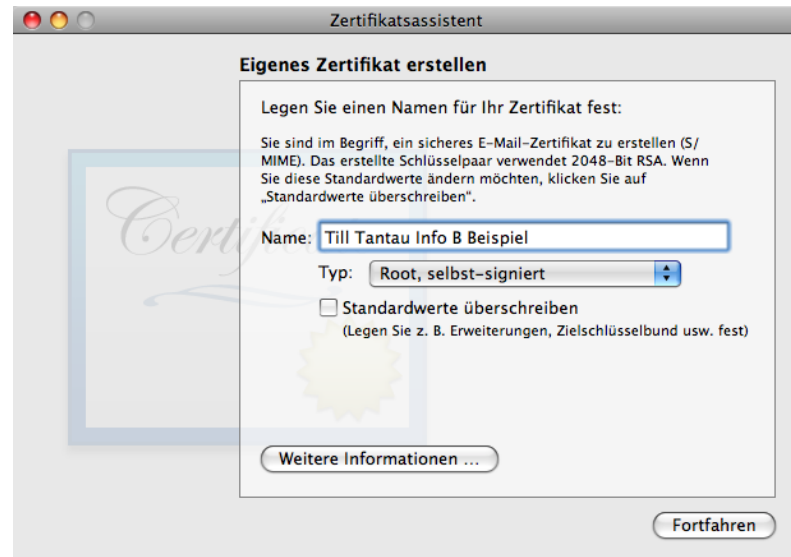 Zertifikatsassistent
Eigenes Zertifikat erstellen
Legen Sie einen Namen für Ihr Zertifikat fest:
Sie sind im Begriff, ein sicheres E-Mail-Zertifikat zu erstellen (S/
MIME). Das erstellte Schlüsselpaar verwendet 2048-Bit RSA. Wenn
Sie diese Standardwerte ändern möchten, klicken Sie auf
„Standardwerte überschreiben“.
Name: Till Tantau Info B Beispiel
Typ: Root, selbst-signiert
Standardwerte überschreiben
(Legen Sie z. B. Erweiterungen, Zielschlüsselbund usw. fest)
Weitere Informationen ...
Fortfahren